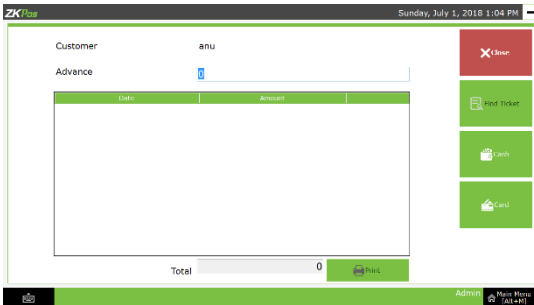 ZKPos
Sunday, July 1, 2018 1:04 PM
Customer anu
Advance 0
Close
Date Amount
Find Ticket
Cash
Card
Total 0 Print
Admin Main Menu
[Alt+M]